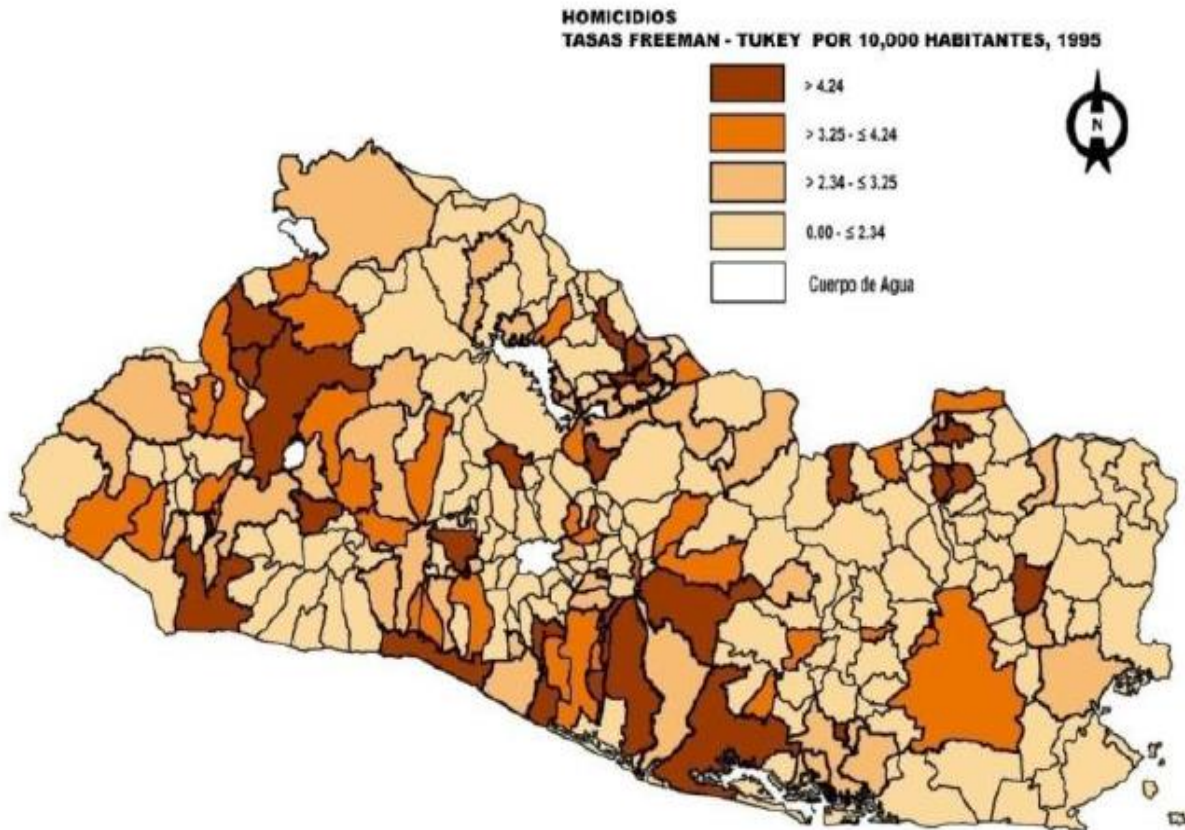 HOMICIDIOS
TASAS FREEMAN - TUKEY POR 10,000 HABITANTES, 1995
> 4.24
> 3.25 - ≤ 4.24
> 2.34 - ≤ 3.25
0.00 - ≤ 2.34
Cuerpo de Agua
N